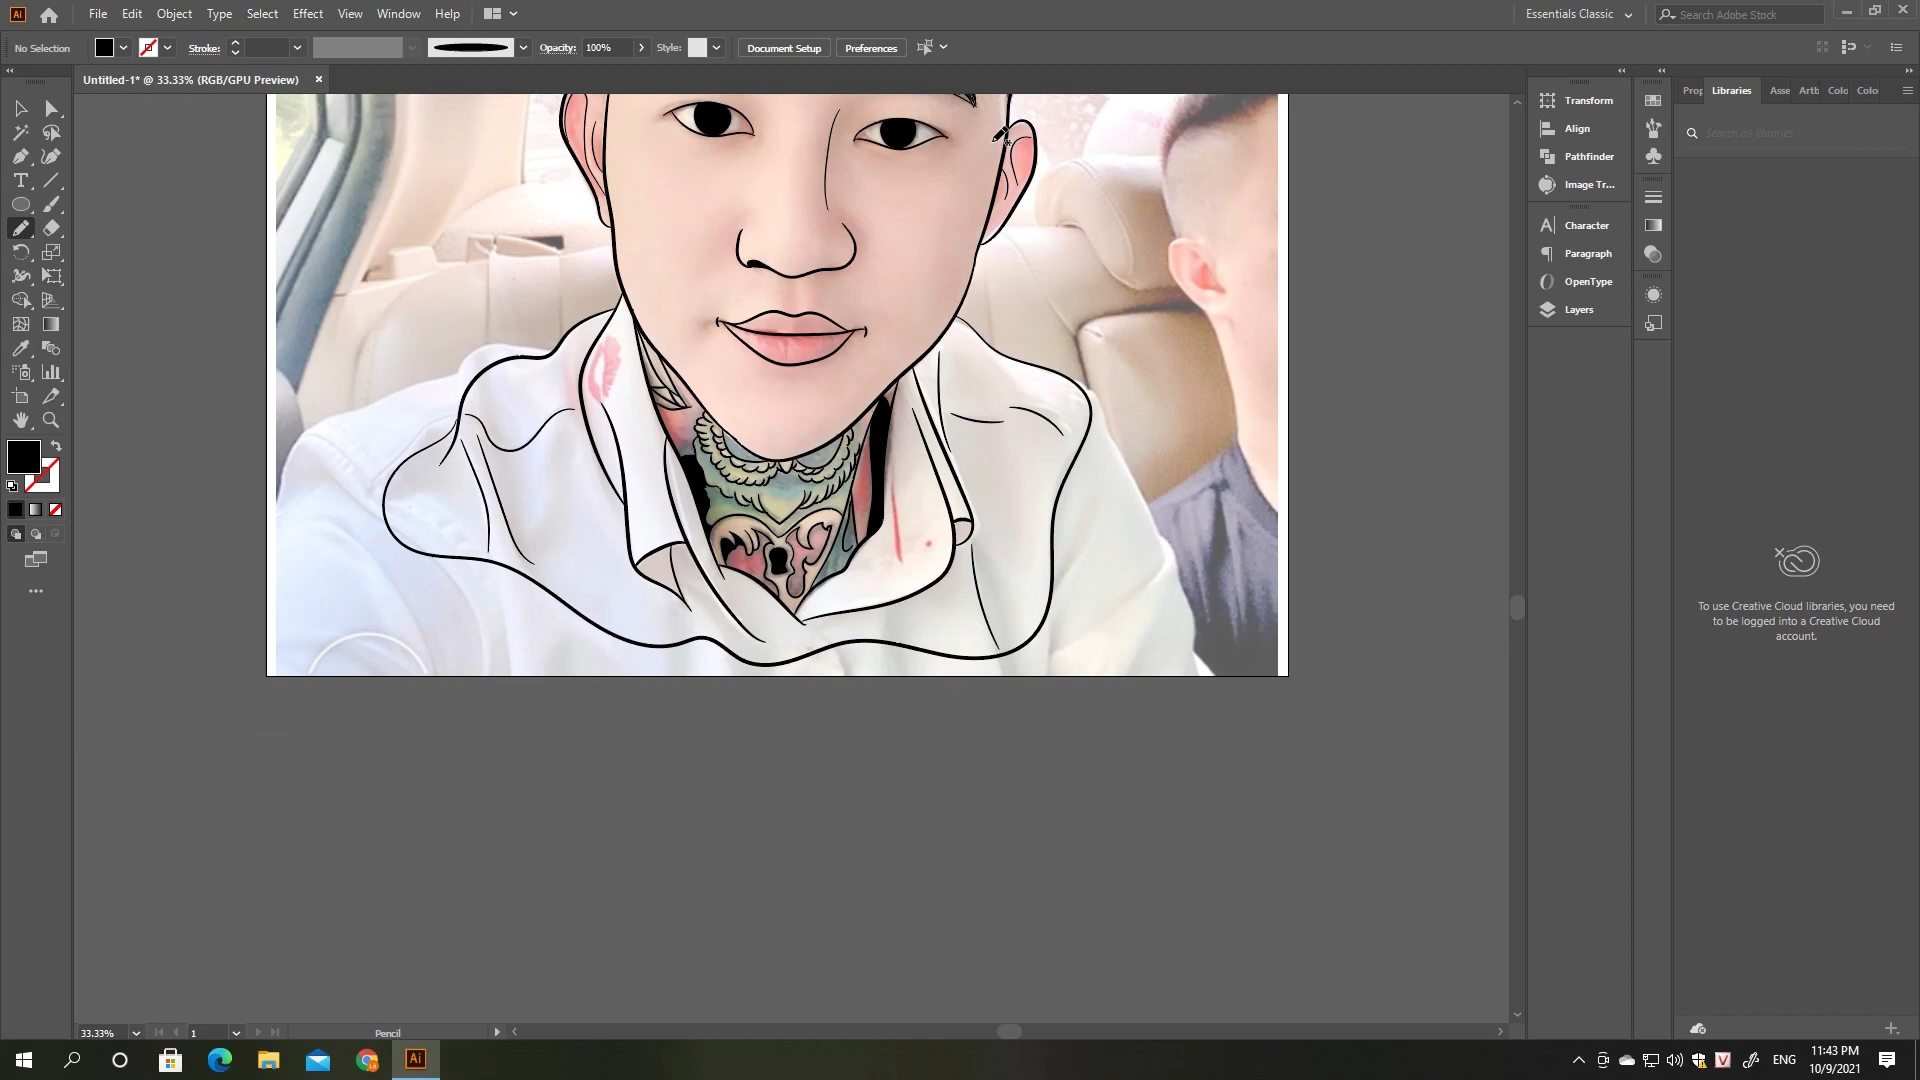 Ai File Edit Object Type Select Effect View Window Help Essentials Classic Search Adobe Stock
No Selection Stroke: Opacity: 100% Style: Document Setup Preferences
Untitled-1* @ 33.33% (RGB/GPU Preview)
Prop Libraries Asse Artb Colo Colo
Transform
Align
Pathfinder
Image Tr...
Character
Paragraph
OpenType
Layers
Search all libraries
To use Creative Cloud libraries, you need
to be logged into a Creative Cloud
account.
33.33% 1 Pencil
Ai ENG 11:43 PM
10/9/2021